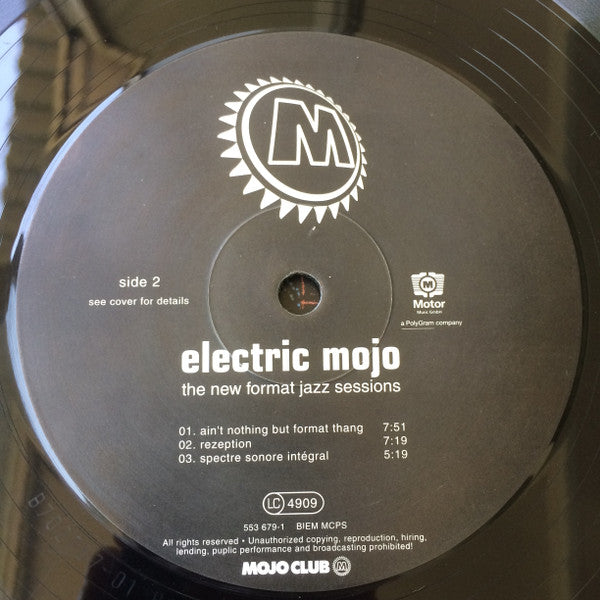 M
side 2
see cover for details
M
Motor
Music GmbH
a PolyGram company
electric mojo
the new format jazz sessions
01. ain't nothing but format thang 7:51
02. rezeption 7:19
03. spectre sonore intégral 5:19
LC 4909
553 679-1 BIEM MCPS
All rights reserved • Unauthorized copying, reproduction, hiring,
lending, puplic performance and broadcasting prohibited!
MOJO CLUB M